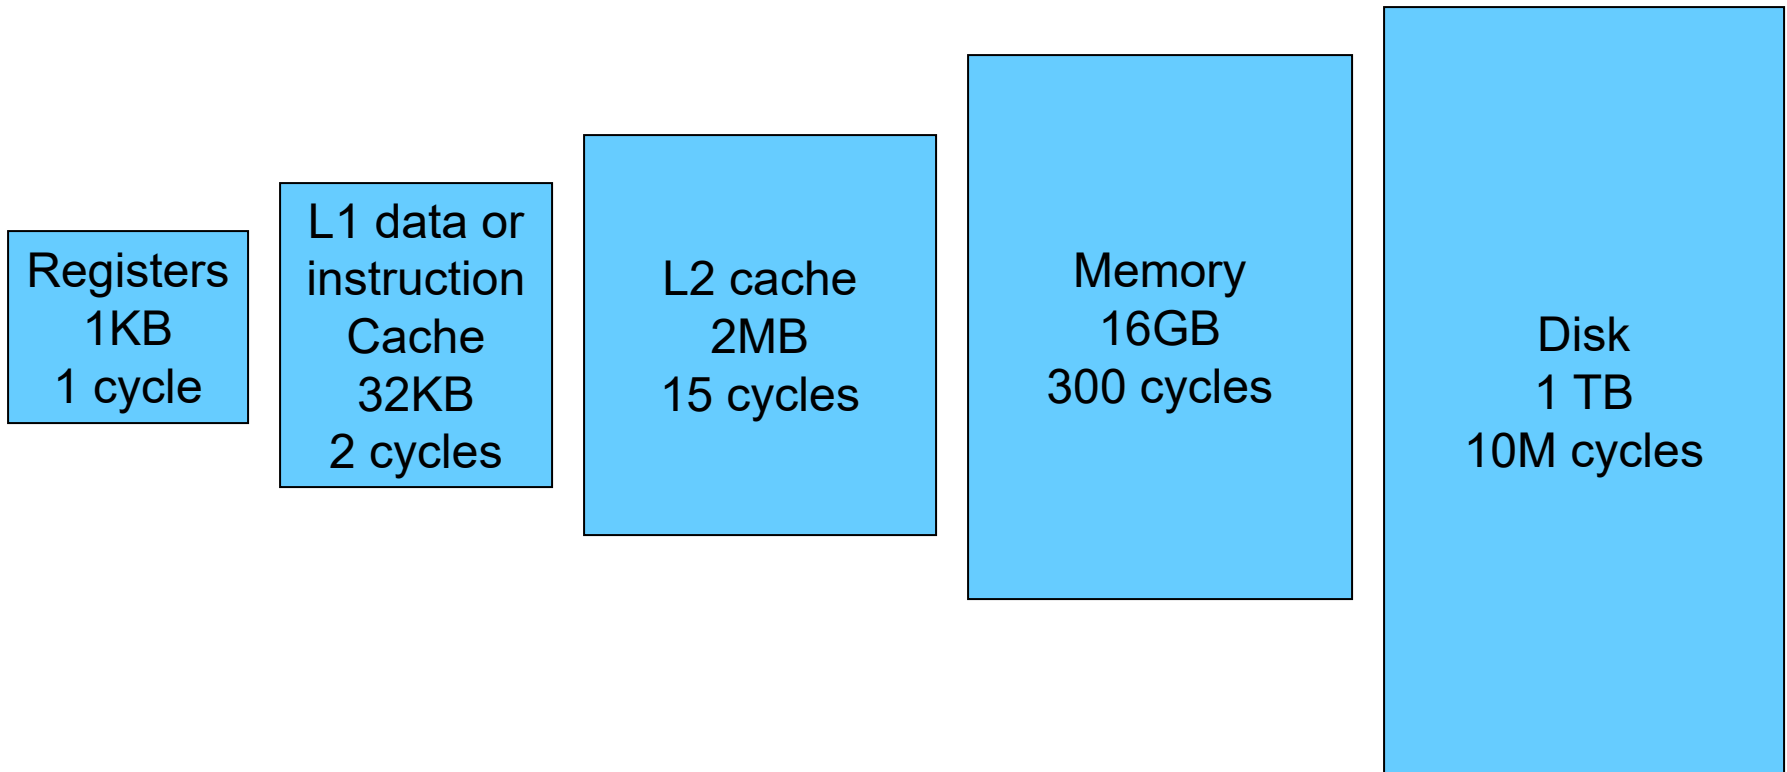 Registers
1KB
1 cycle
L1 data or
instruction
Cache
32KB
2 cycles
L2 cache
2MB
15 cycles
Memory
16GB
300 cycles
Disk
1 TB
10M cycles